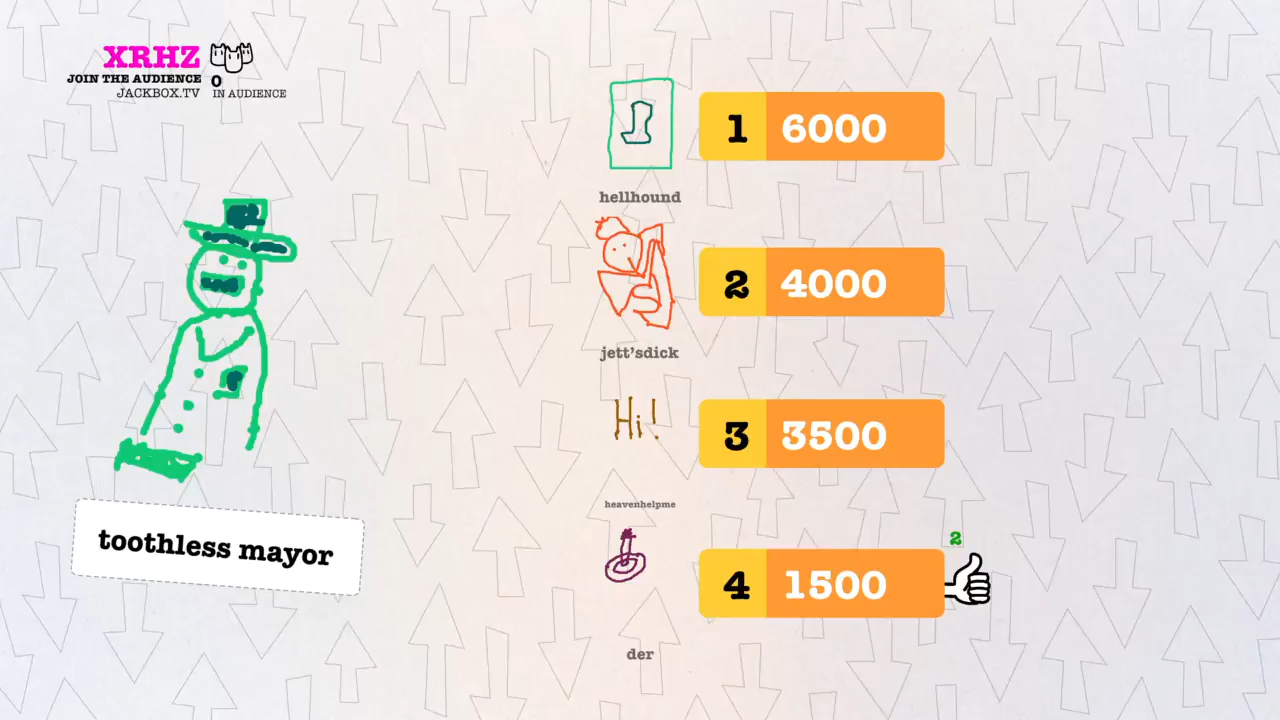 XRHZ
JOIN THE AUDIENCE
JACKBOX.TV
0
IN AUDIENCE
1 6000
hellhound
2 4000
jett'sdick
Hi!
3 3500
heavenhelpme
2
4 1500
der
toothless mayor